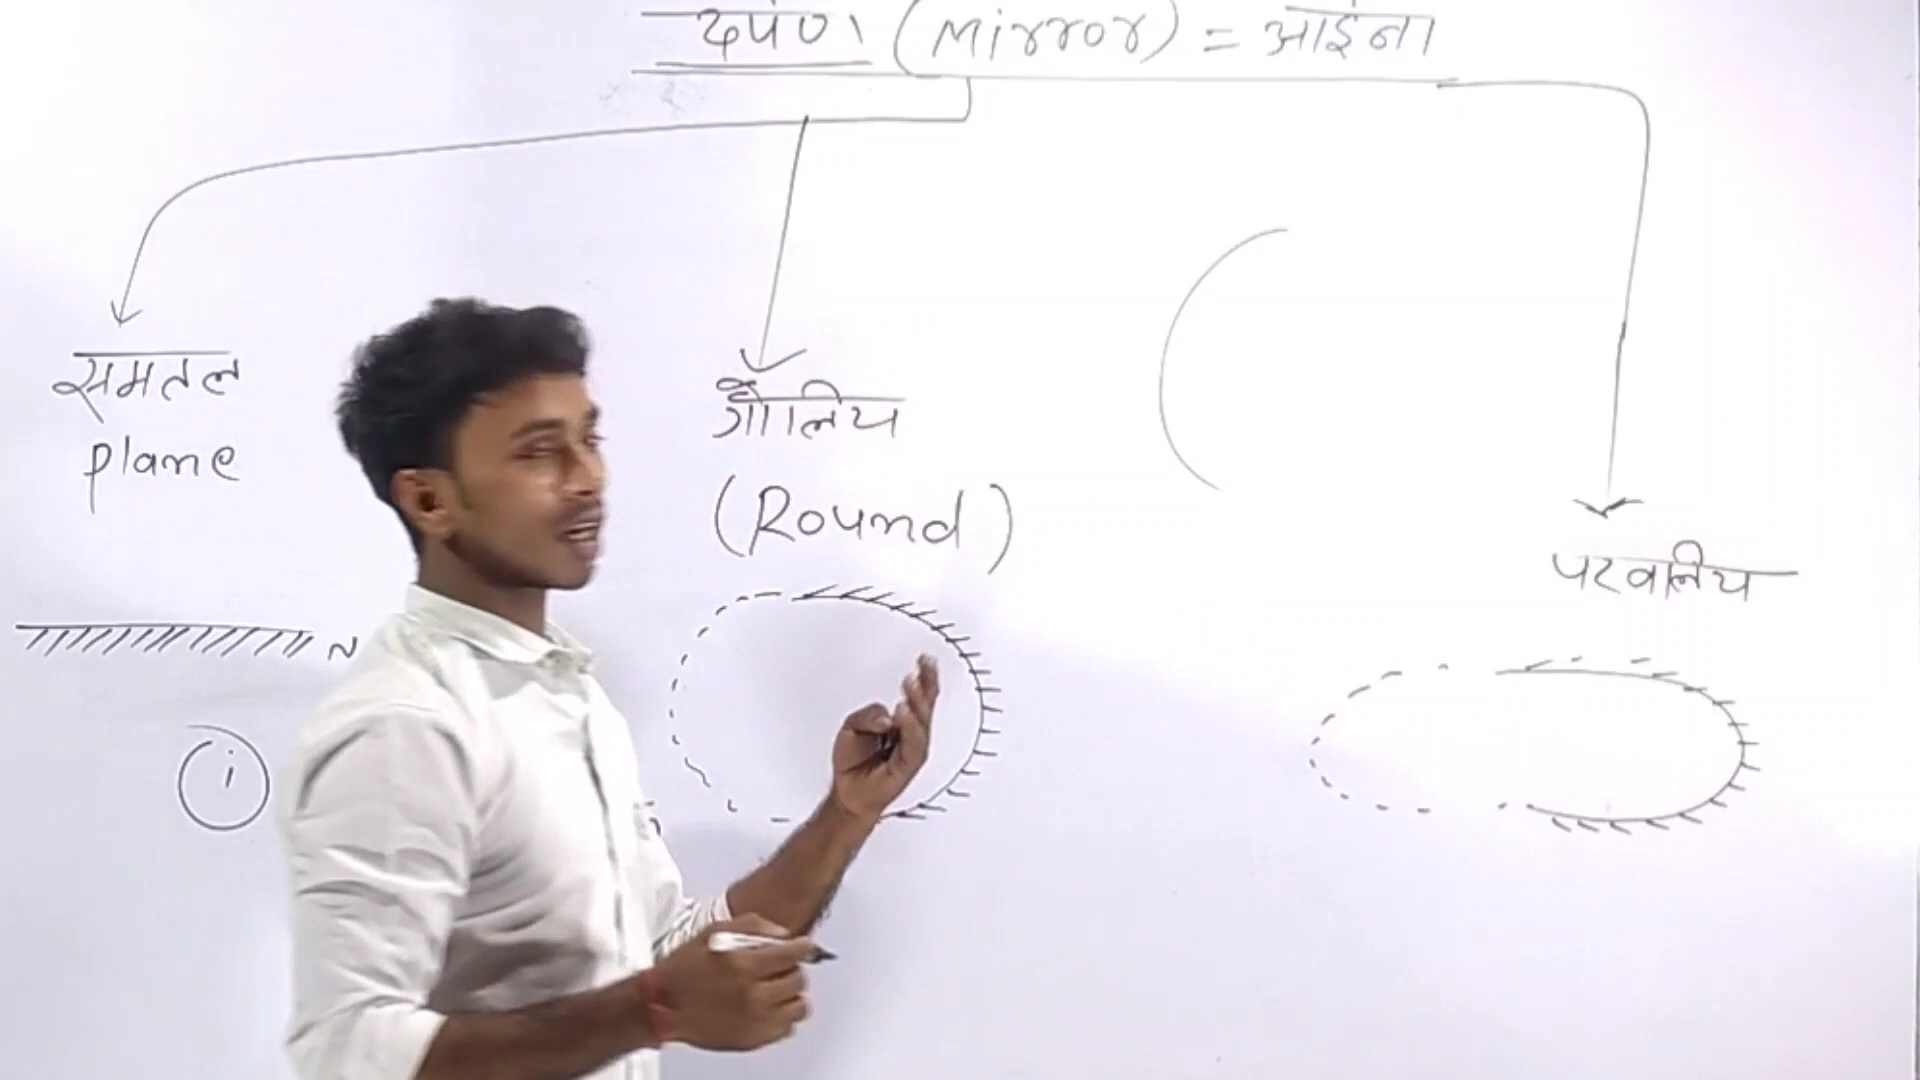 दर्पण (Mirror) = आईना
समतल
plane
गोलिय
(Round)
परवलिय
N
i